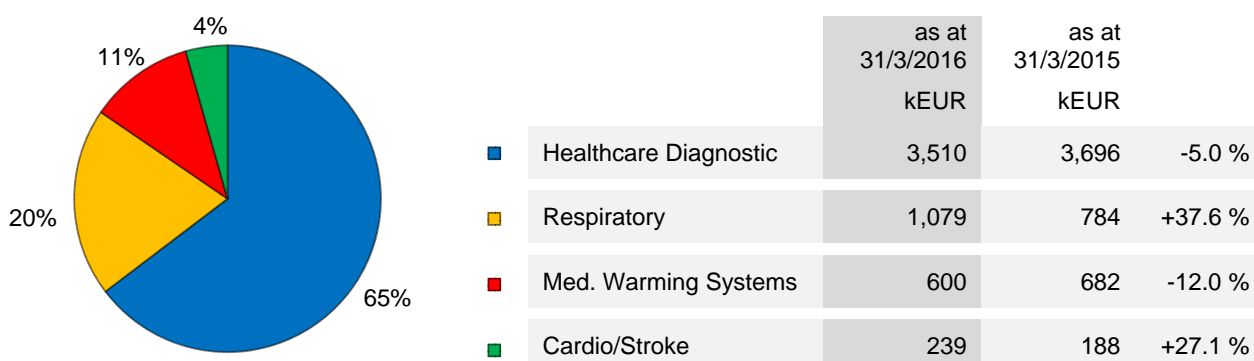 4%
11%
20%
65%
as at as at
31/3/2016 31/3/2015
kEUR kEUR
Healthcare Diagnostic 3,510 3,696 -5.0 %
Respiratory 1,079 784 +37.6 %
Med. Warming Systems 600 682 -12.0 %
Cardio/Stroke 239 188 +27.1 %